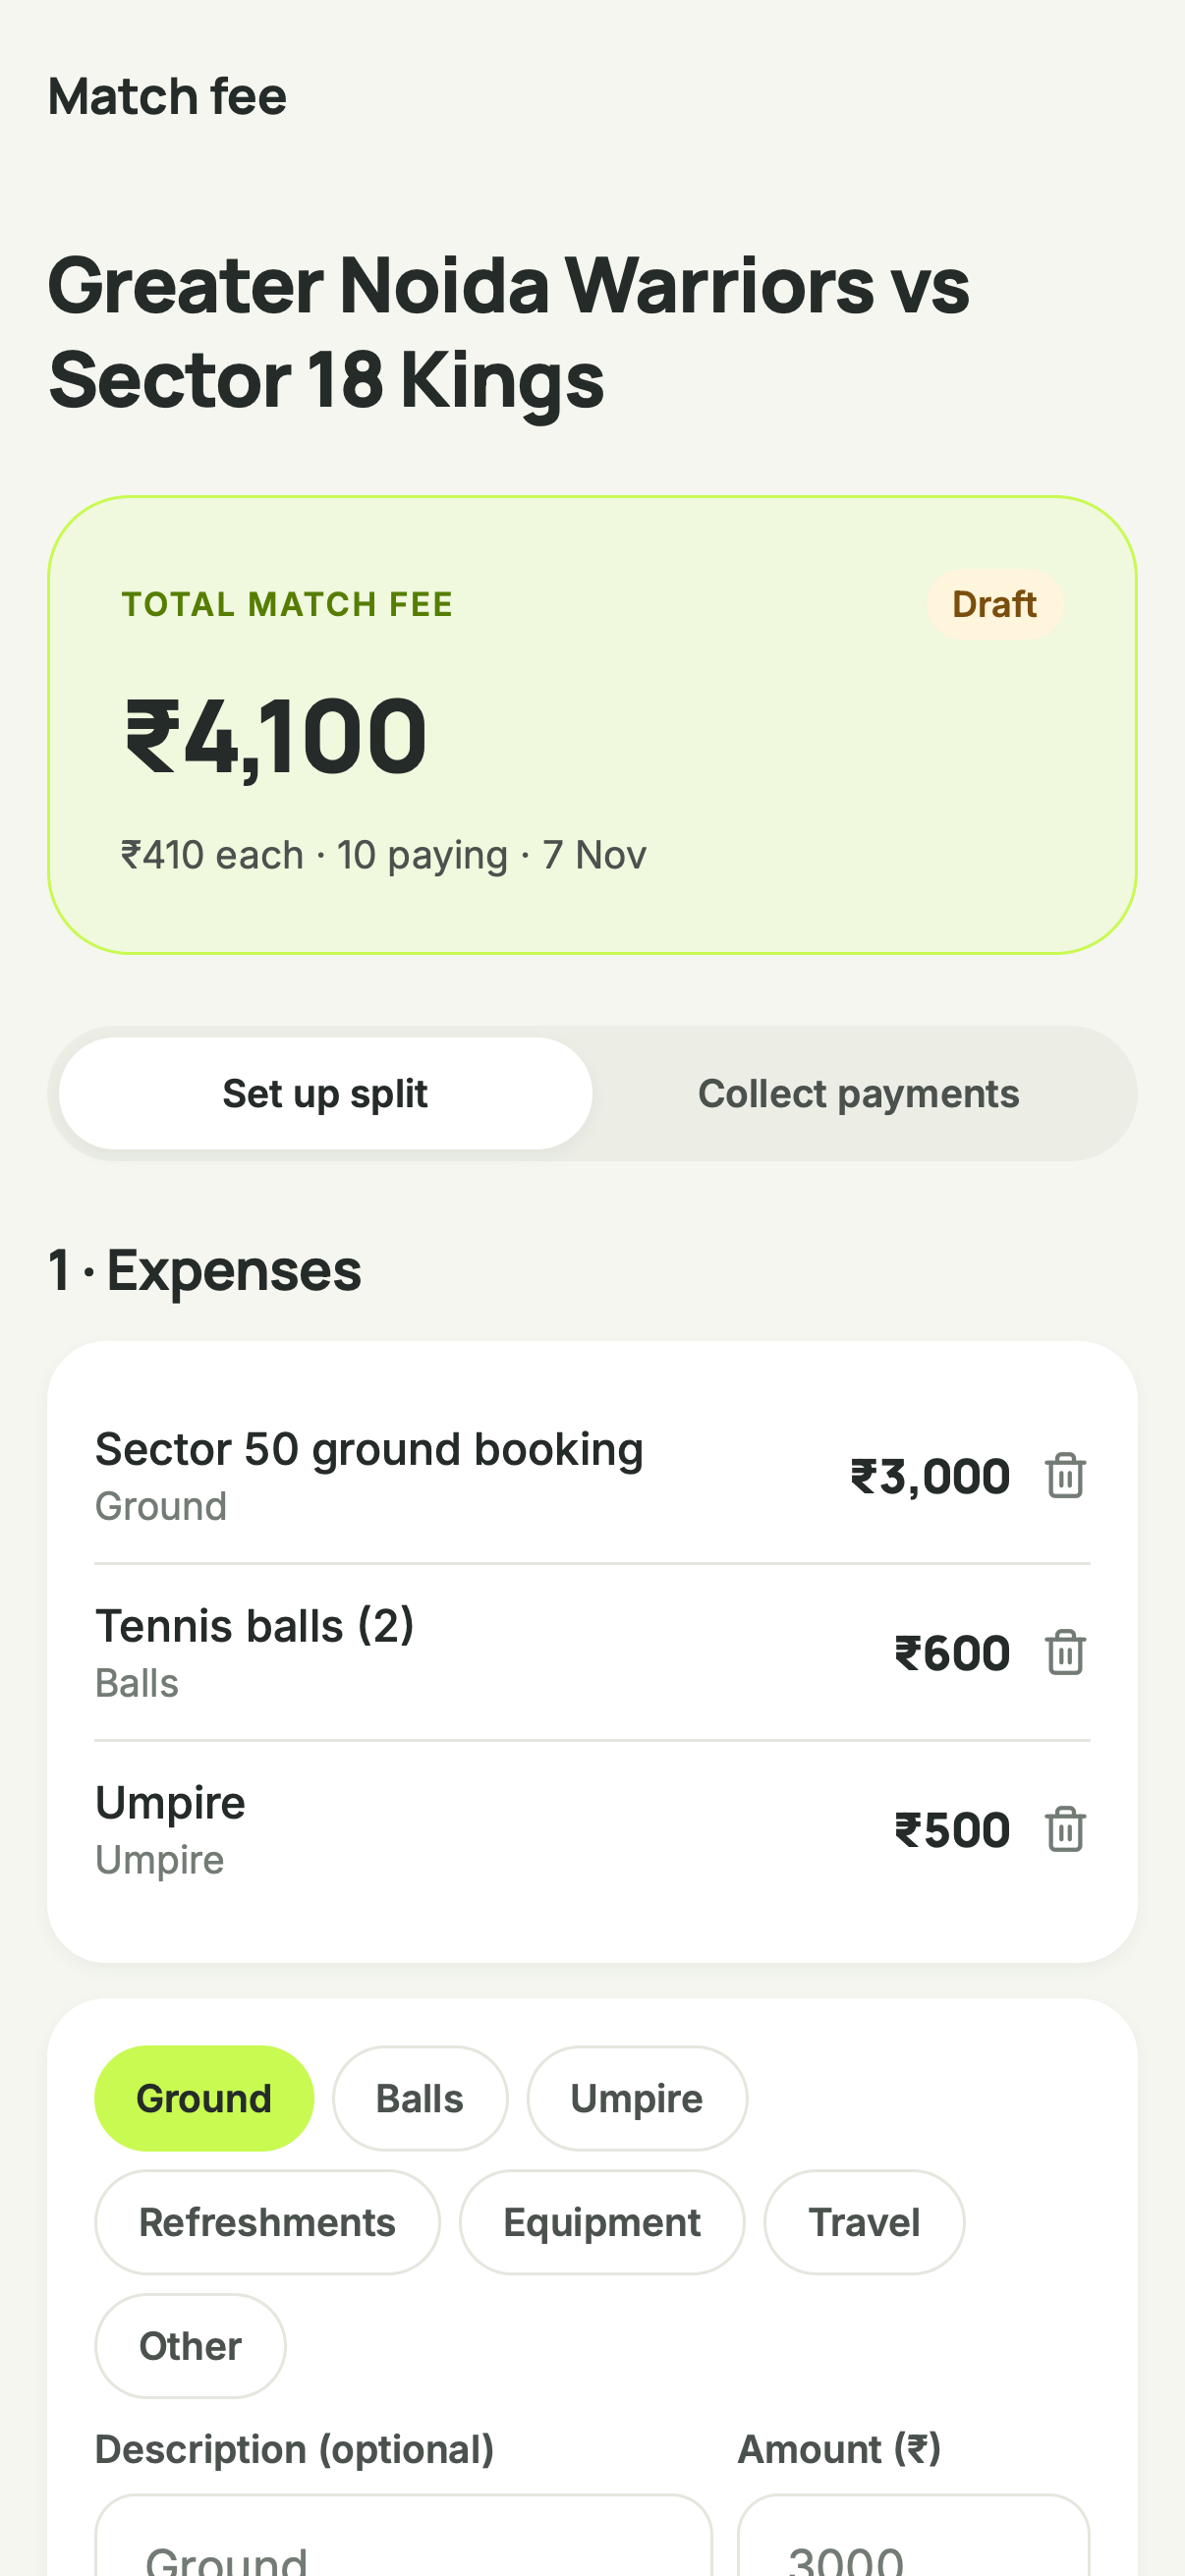 Match fee
Greater Noida Warriors vs
Sector 18 Kings
TOTAL MATCH FEE
Draft
₹4,100
₹410 each · 10 paying · 7 Nov
Set up split
Collect payments
1 · Expenses
Sector 50 ground booking
Ground
₹3,000
Tennis balls (2)
Balls
₹600
Umpire
Umpire
₹500
Ground
Balls
Umpire
Refreshments
Equipment
Travel
Other
Description (optional)
Amount (₹)
Ground
3000